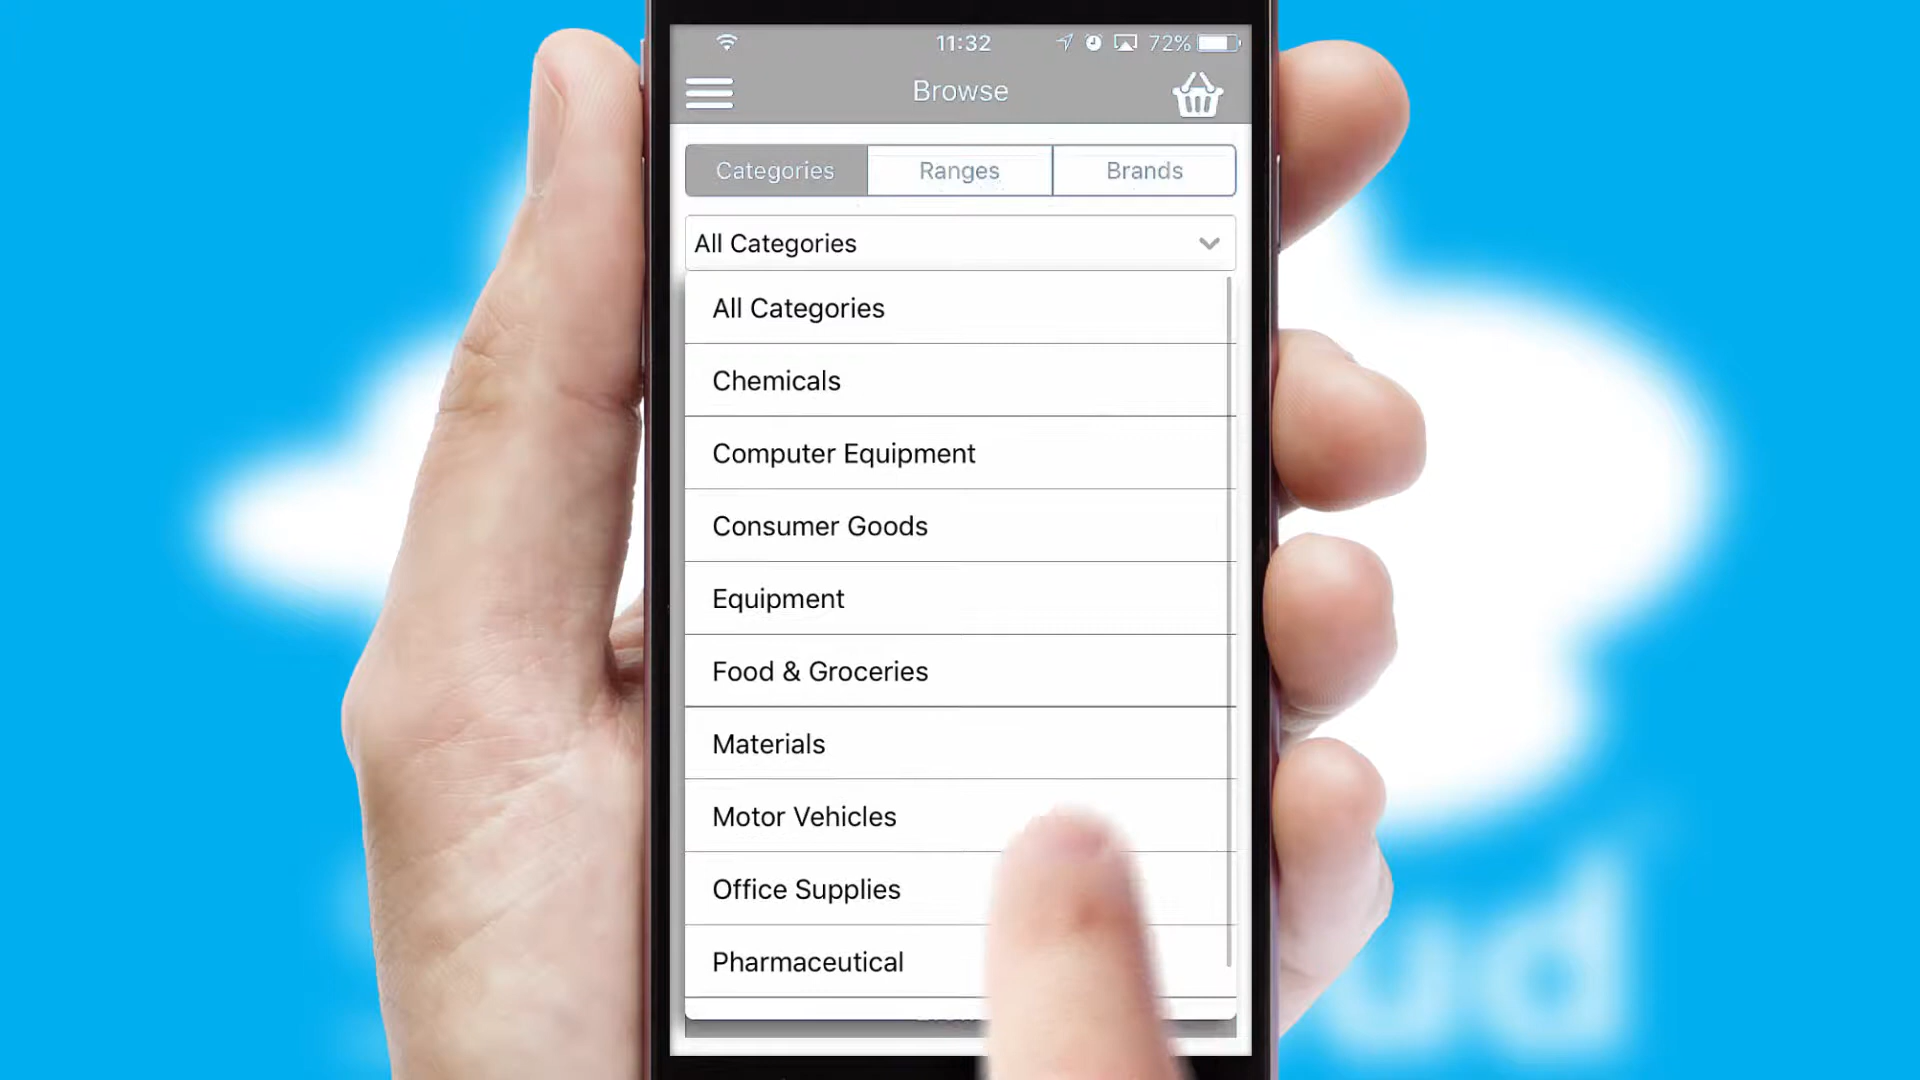 11:32
72%
Browse
Categories
Ranges
Brands
All Categories
All Categories
Chemicals
Computer Equipment
Consumer Goods
Equipment
Food & Groceries
Materials
Motor Vehicles
Office Supplies
Pharmaceutical
ud